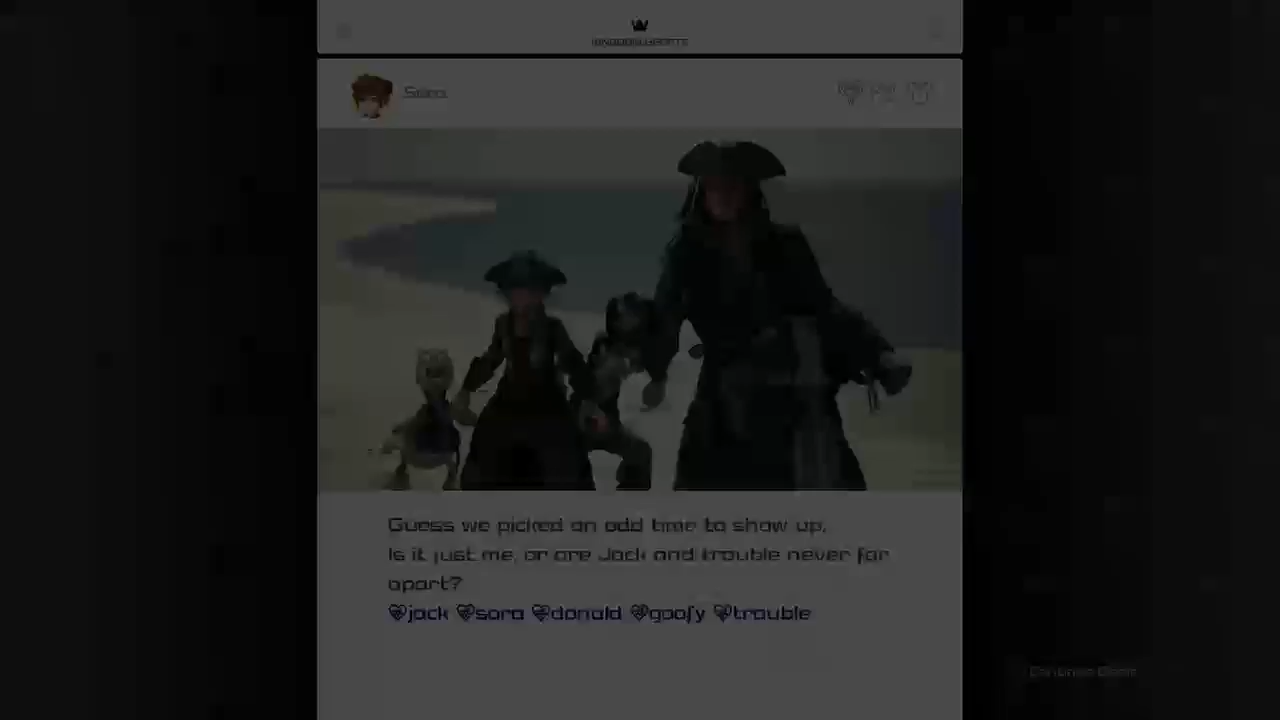 Sora
Guess we picked an odd time to show up.
Is it just me, or are Jack and trouble never far
apart?
jack sora donald goofy trouble